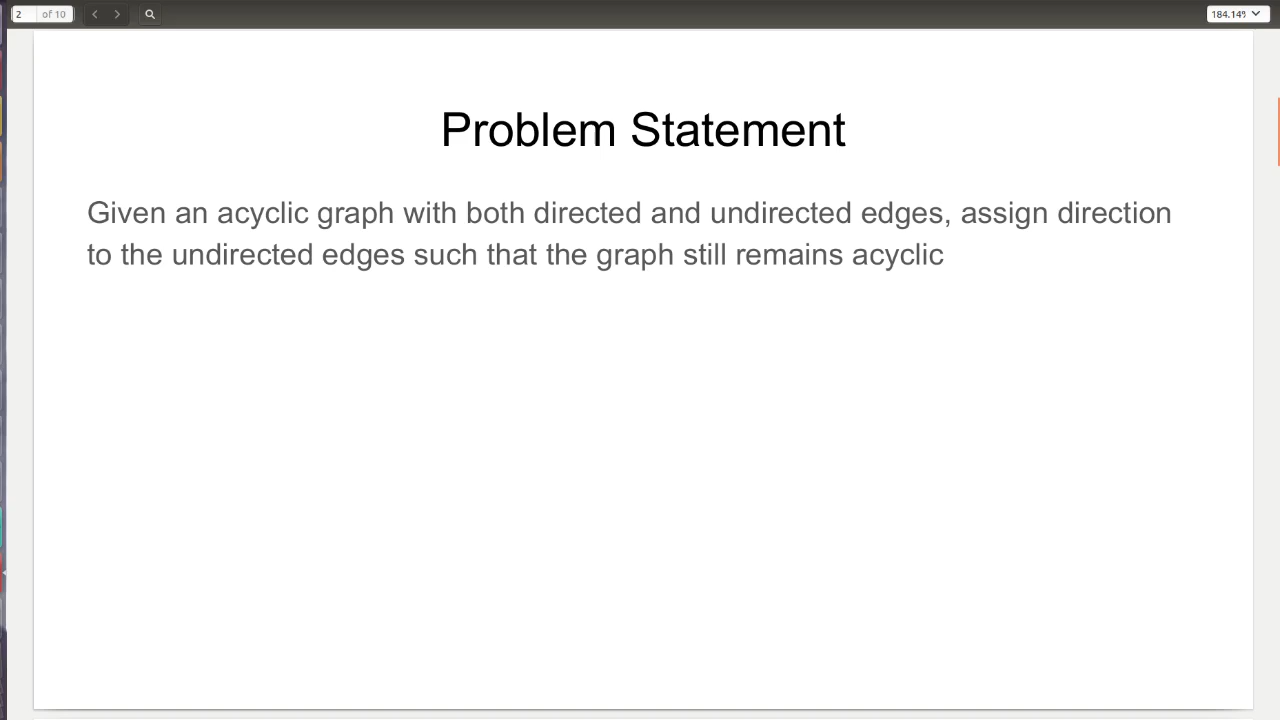 2 of 10
184.14%
Problem Statement
Given an acyclic graph with both directed and undirected edges, assign direction
to the undirected edges such that the graph still remains acyclic